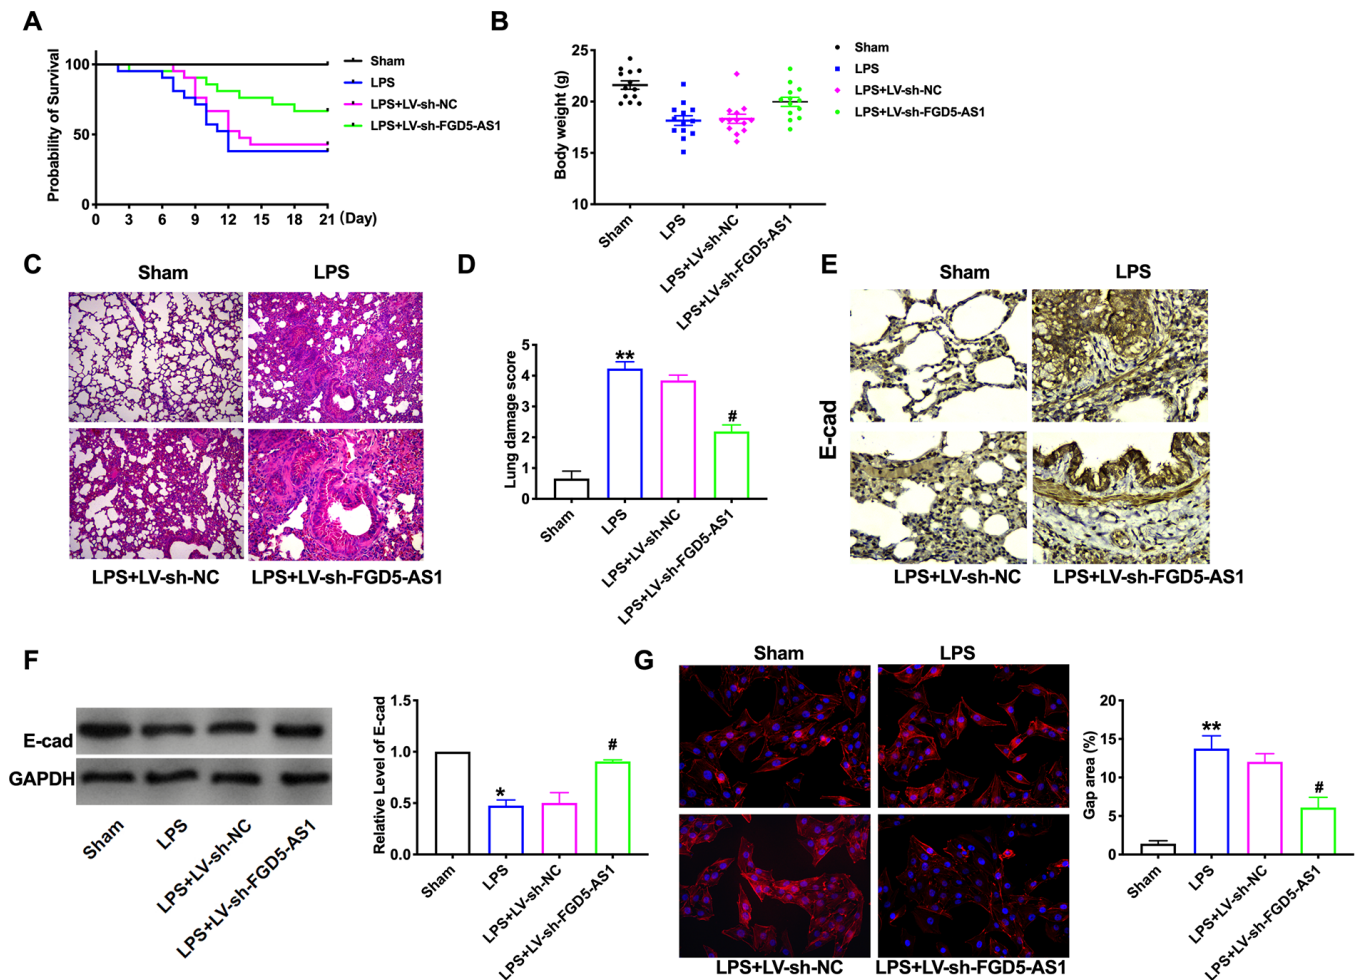 A
Probability of Survival
100
50
0
0 3 6 9 12 15 18 21 (Day)
Sham
LPS
LPS+LV-sh-NC
LPS+LV-sh-FGD5-AS1
B
Body weight (g)
25
20
15
10
Sham
LPS
LPS+LV-sh-NC
LPS+LV-sh-FGD5-AS1
Sham
LPS
LPS+LV-sh-NC
LPS+LV-sh-FGD5-AS1
C
Sham LPS
LPS+LV-sh-NC LPS+LV-sh-FGD5-AS1
D
Lung damage score
5
4
3
2
1
0
**
#
Sham
LPS
LPS+LV-sh-NC
LPS+LV-sh-FGD5-AS1
E
Sham LPS
E-cad
LPS+LV-sh-NC LPS+LV-sh-FGD5-AS1
F
E-cad
GAPDH
Sham
LPS
LPS+LV-sh-NC
LPS+LV-sh-FGD5-AS1
Relative Level of E-cad
1.5
1.0
0.5
0.0
*
#
Sham
LPS
LPS+LV-sh-NC
LPS+LV-sh-FGD5-AS1
G
Sham LPS
LPS+LV-sh-NC LPS+LV-sh-FGD5-AS1
Gap area (%)
20
15
10
5
0
**
#
Sham
LPS
LPS+LV-sh-NC
LPS+LV-sh-FGD5-AS1